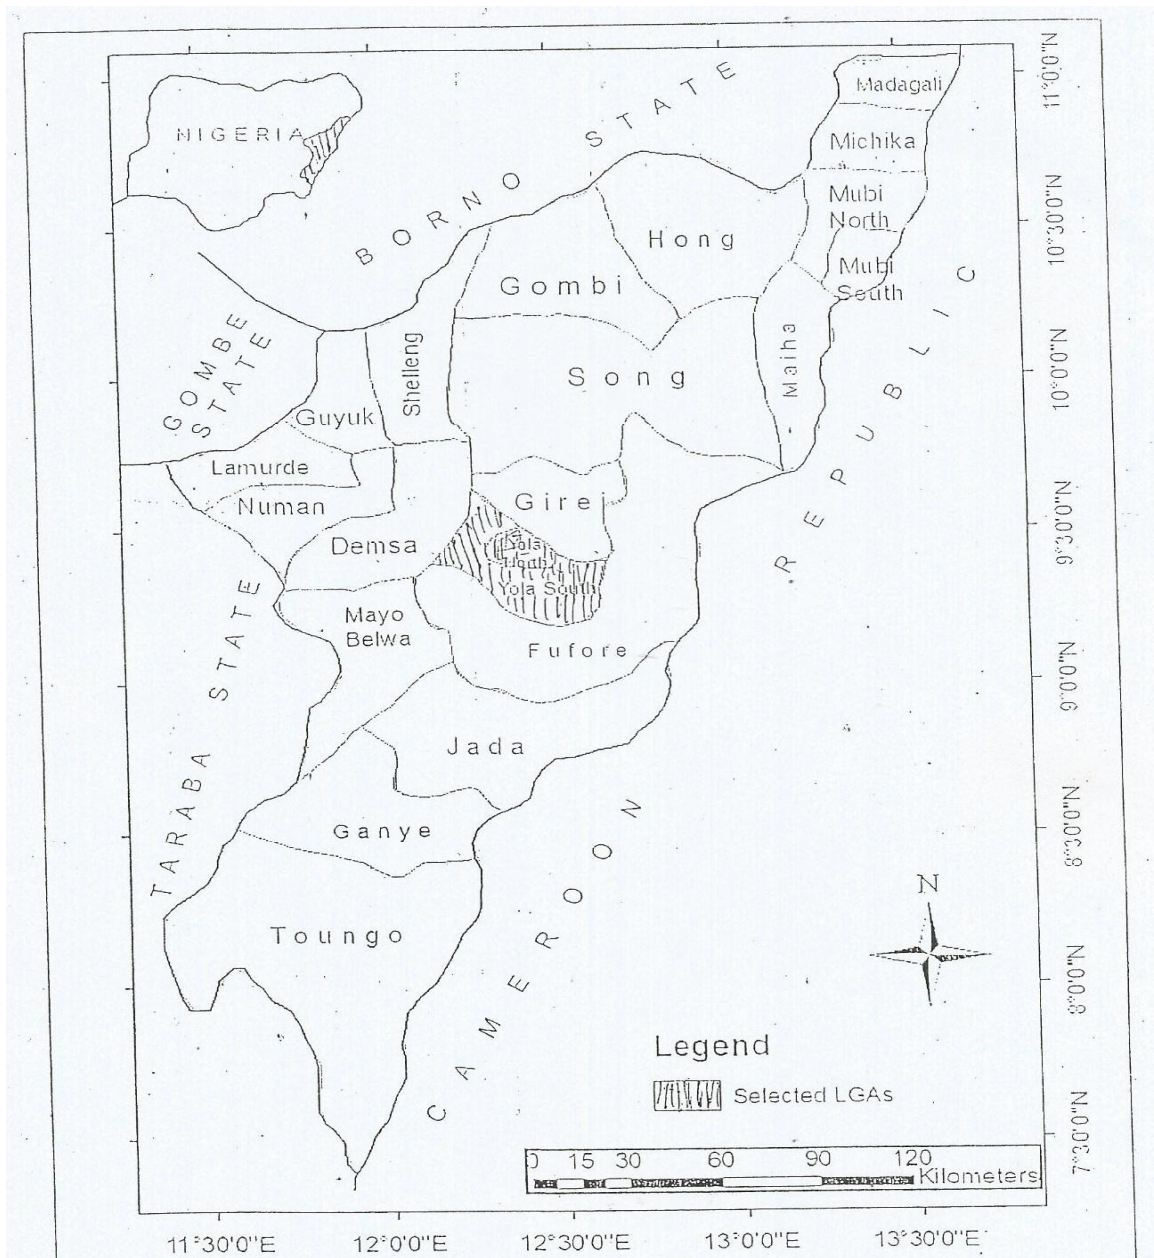 NIGERIA
BORNO STATE
GOMBE
STATE
TARABA STATE
CAMEROON
REPUBLIC
Madagali
Michika
Mubi
North
Mubi
South
Hong
Gombi
Song
Maiha
Shelleng
Guyuk
Lamurde
Numan
Demsa
Girei
Yola
North
Yola South
Mayo
Belwa
Fufore
Jada
Ganye
Toungo
N
Legend
Selected LGAs
0 15 30 60 90 120
Kilometers
11°0'0"N
10°30'0"N
10°0'0"N
9°30'0"N
9°0'0"N
8°30'0"N
8°0'0"N
7°30'0"N
11°30'0"E 12°0'0"E 12°30'0"E 13°0'0"E 13°30'0"E